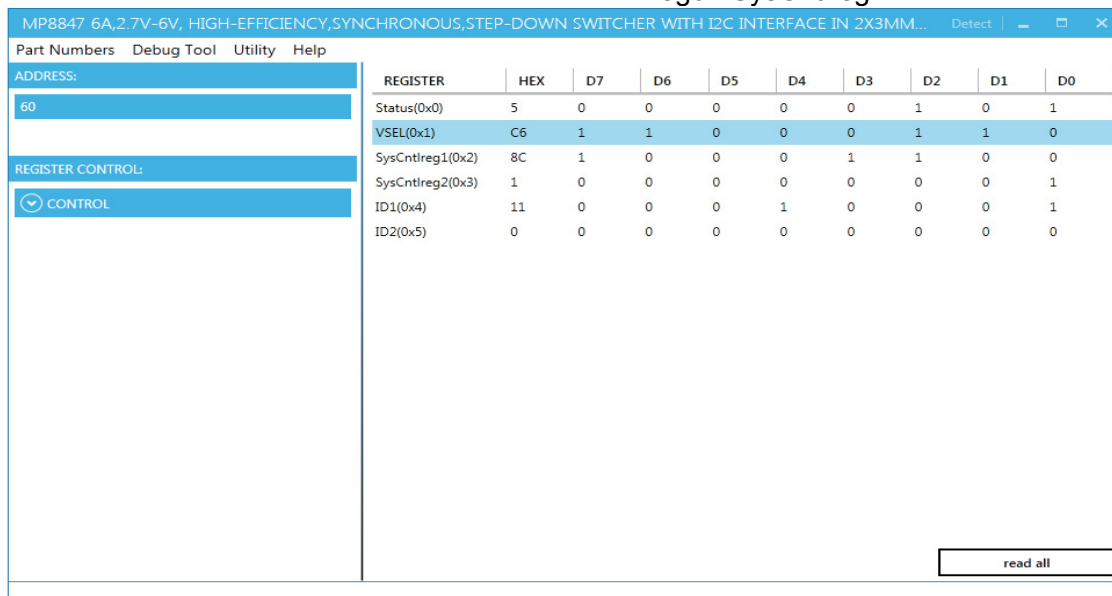 MP8847 6A,2.7V-6V, HIGH-EFFICIENCY,SYNCHRONOUS,STEP-DOWN SWITCHER WITH I2C INTERFACE IN 2X3MM... Detect
Part Numbers Debug Tool Utility Help
ADDRESS:
60
REGISTER CONTROL:
CONTROL
REGISTER HEX D7 D6 D5 D4 D3 D2 D1 D0
Status(0x0) 5 0 0 0 0 0 1 0 1
VSEL(0x1) C6 1 1 0 0 0 1 1 0
SysCntlreg1(0x2) 8C 1 0 0 0 1 1 0 0
SysCntlreg2(0x3) 1 0 0 0 0 0 0 0 1
ID1(0x4) 11 0 0 0 1 0 0 0 1
ID2(0x5) 0 0 0 0 0 0 0 0 0
read all